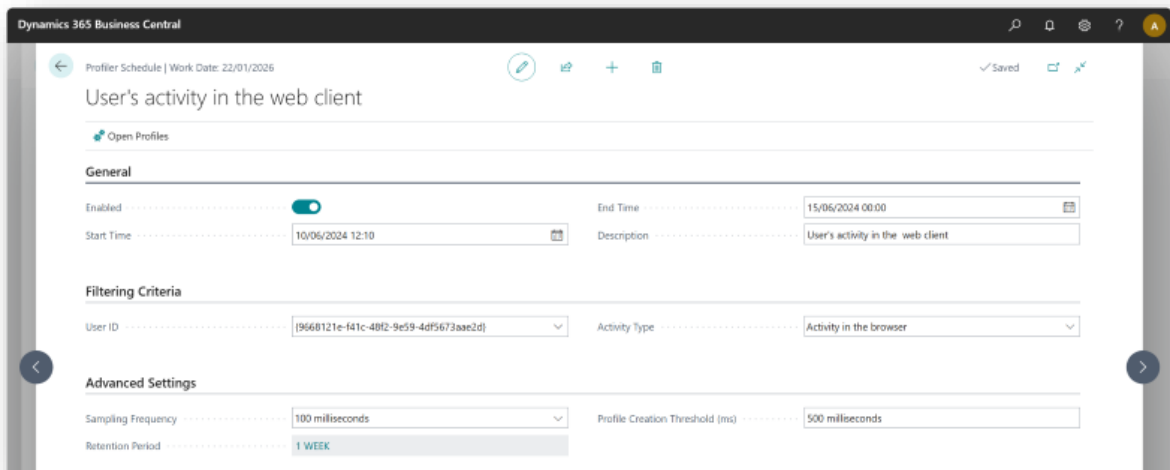 Dynamics 365 Business Central
?
A
Profiler Schedule | Work Date: 22/01/2026
Saved
User's activity in the web client
Open Profiles
General
Enabled
End Time
15/06/2024 00:00
Start Time
10/06/2024 12:10
Description
User's activity in the  web client
Filtering Criteria
User ID
{9668121e-f41c-48f2-9e59-4df5673aae2d}
Activity Type
Activity in the browser
Advanced Settings
Sampling Frequency
100 milliseconds
Profile Creation Threshold (ms)
500 milliseconds
Retention Period
1 WEEK